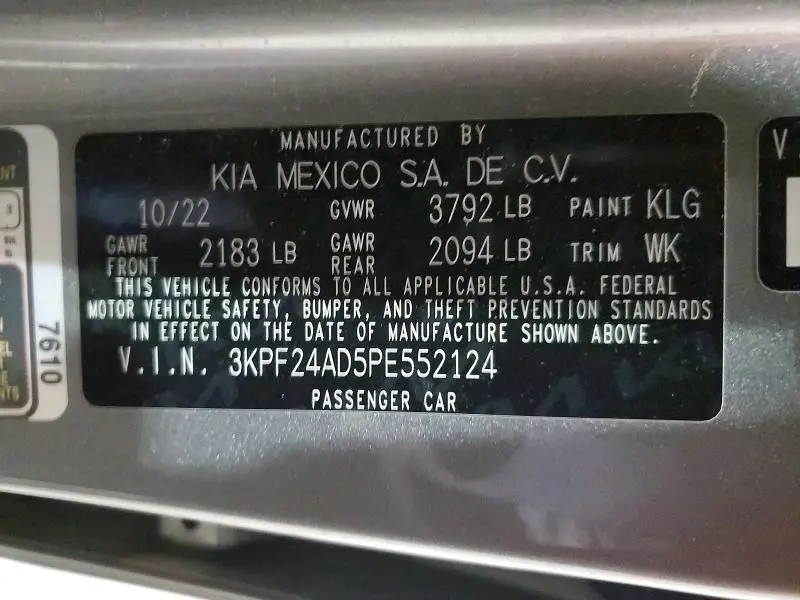 MANUFACTURED BY
KIA MEXICO S.A. DE C.V.
10/22 GVWR 3792 LB PAINT KLG
GAWR FRONT 2183 LB GAWR REAR 2094 LB TRIM WK
THIS VEHICLE CONFORMS TO ALL APPLICABLE U.S.A. FEDERAL
MOTOR VEHICLE SAFETY, BUMPER, AND THEFT PREVENTION STANDARDS
IN EFFECT ON THE DATE OF MANUFACTURE SHOWN ABOVE.
V.I.N. 3KPF24AD5PE552124
PASSENGER CAR
7610